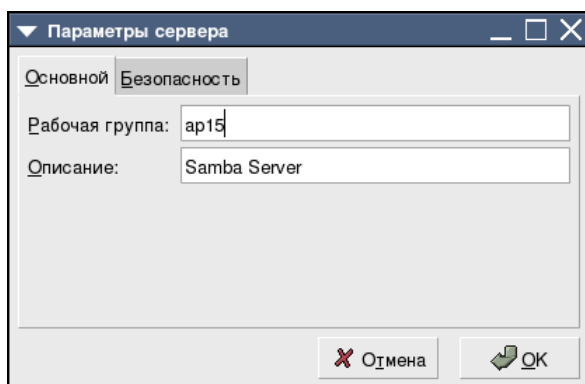 Параметры сервера
Основной Безопасность
Рабочая группа: ap15
Описание: Samba Server
Отмена OK